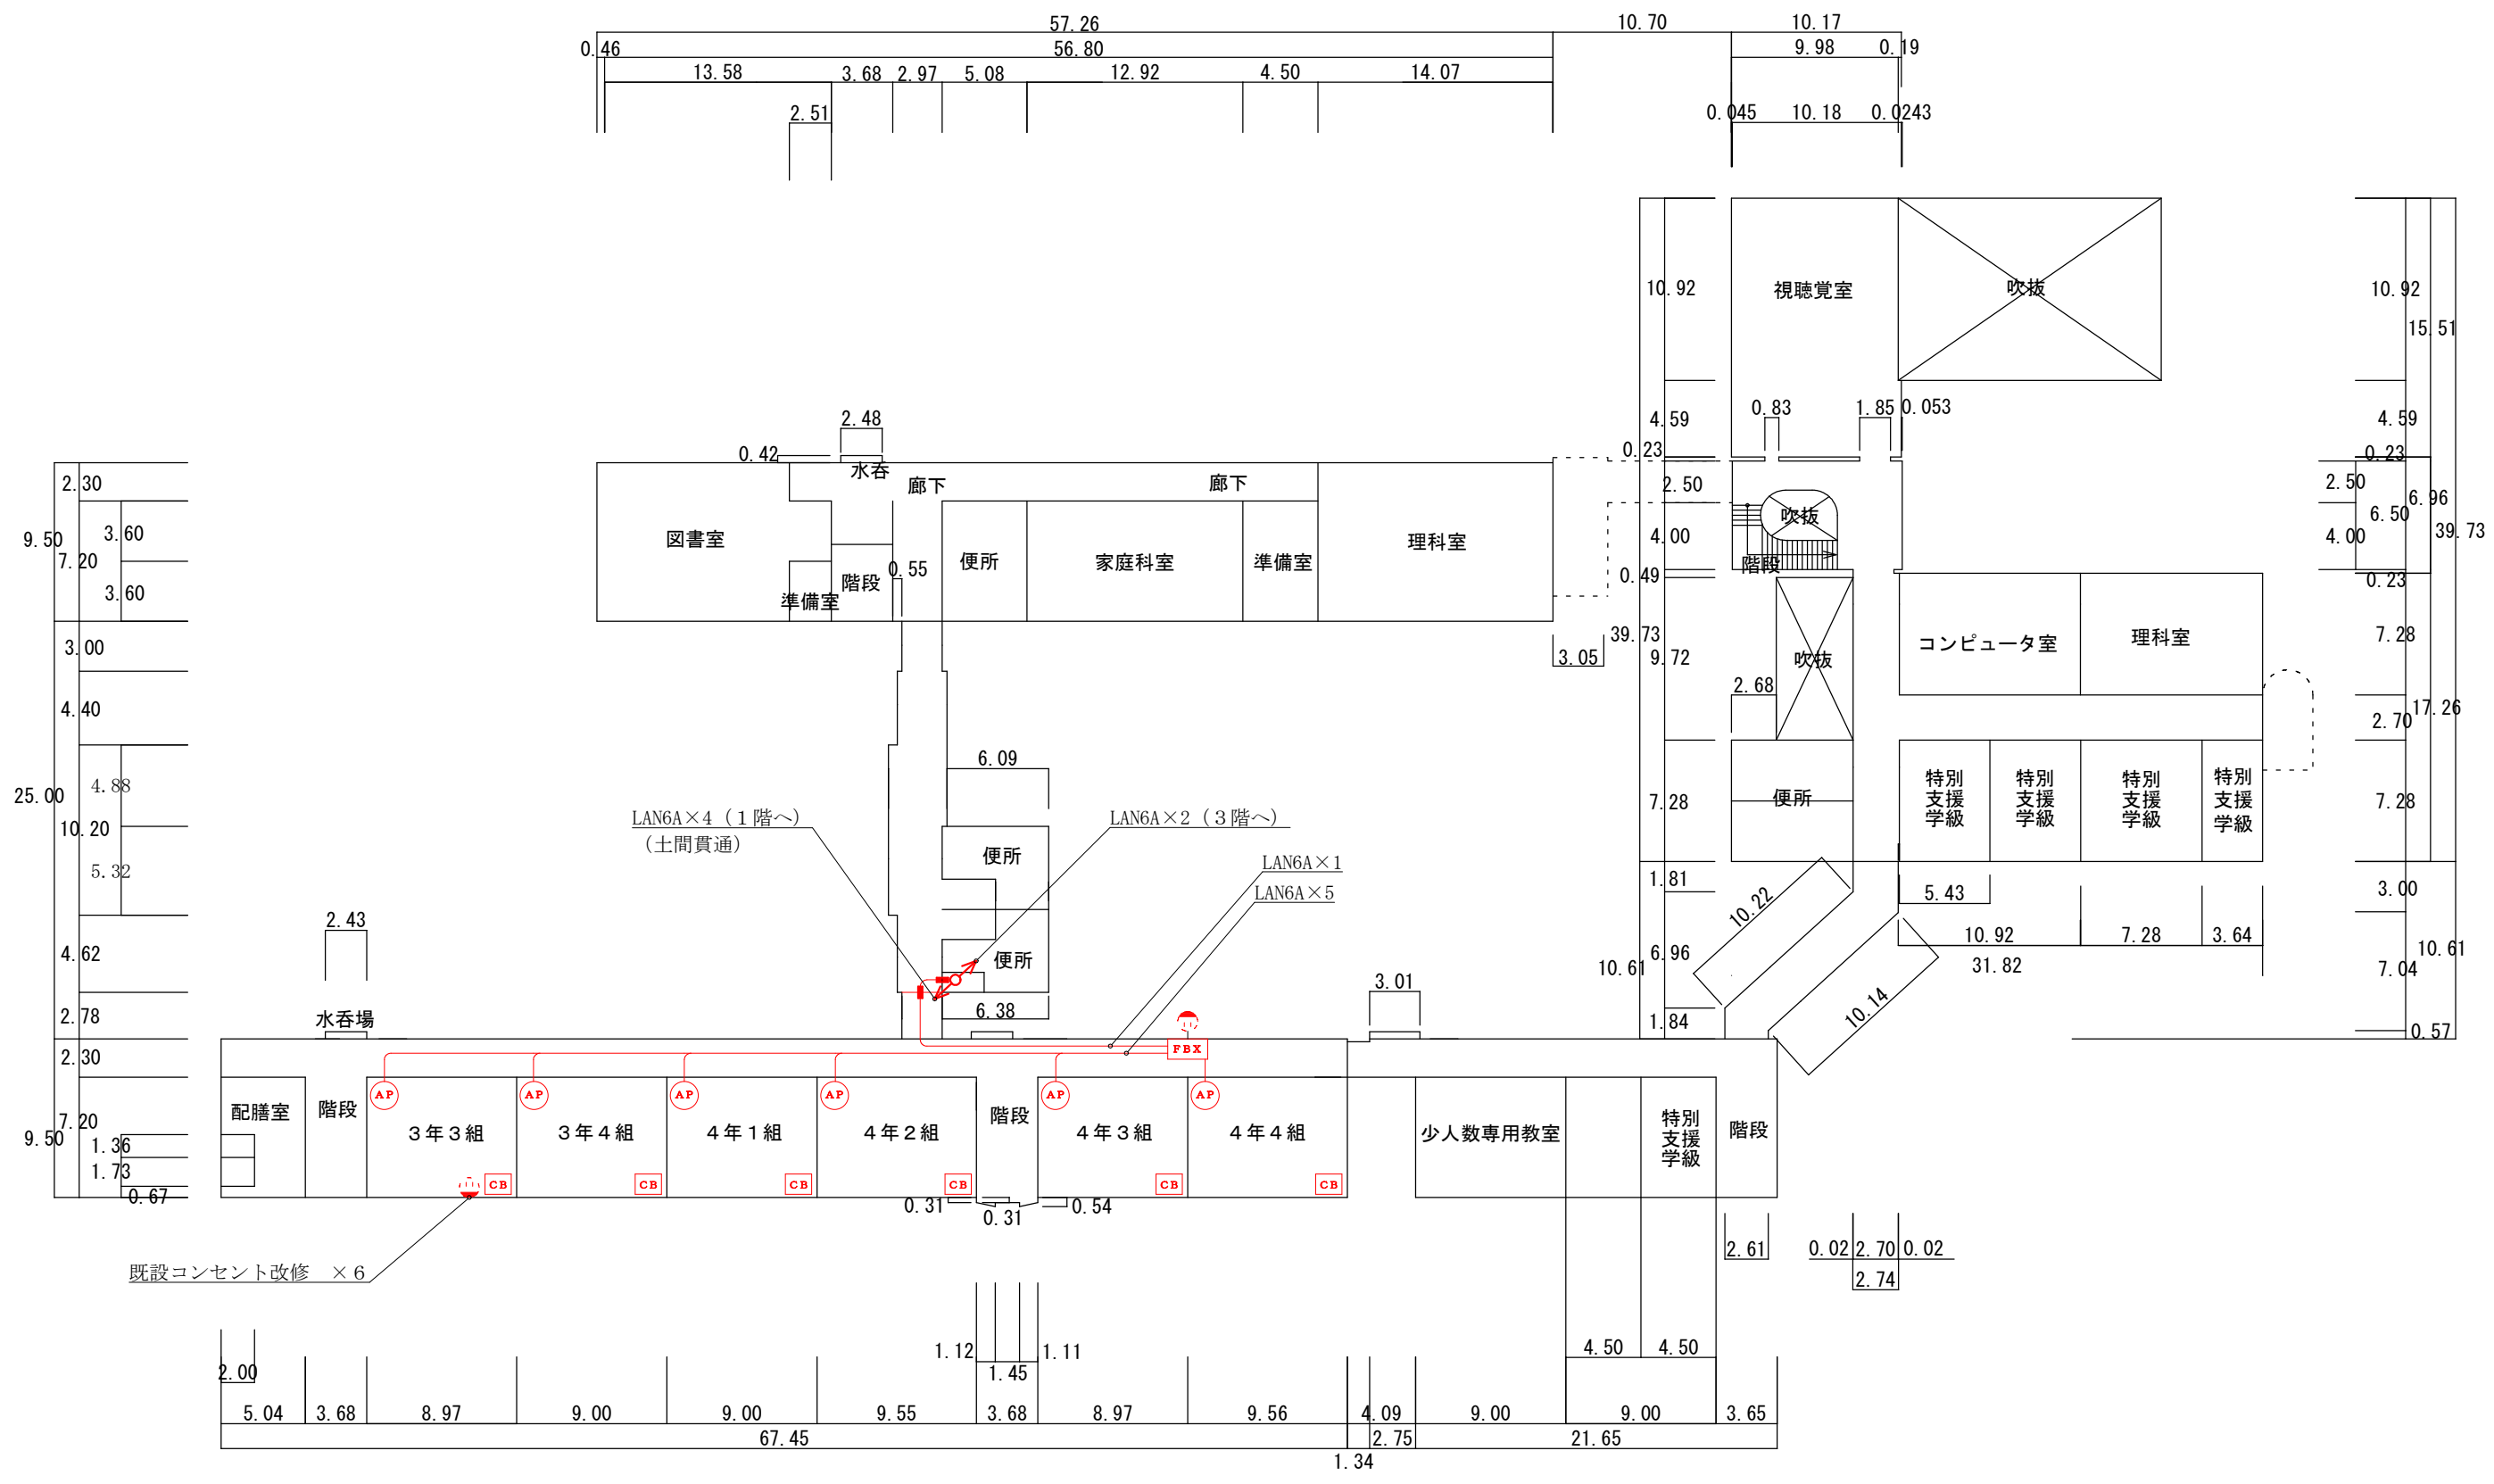 57.26
10.70
10.17
0.46
56.80
9.98
0.19
13.58
3.68
2.97
5.08
12.92
4.50
14.07
2.51
0.045
10.18
0.0243
10.92
視聴覚室
吹抜
10.92
15.51
2.48
0.83
1.85
0.053
4.59
4.59
0.42
水呑
0.23
0.23
2.30
廊下
廊下
2.50
2.50
6.96
9.50
3.60
図書室
吹抜
6.50
39.73
7.20
便所
家庭科室
準備室
理科室
4.00
階段
4.00
0.55
階段
0.49
0.23
3.60
準備室
3.00
39.73
コンピュータ室
理科室
7.28
3.05
9.72
吹抜
2.68
4.40
2.70
17.26
6.09
4.88
25.00
特別
支援
学級
特別
支援
学級
特別
支援
学級
特別
支援
学級
7.28
便所
7.28
LAN6A×4（１階へ）
（土間貫通）
LAN6A×2（３階へ）
10.20
便所
LAN6A×1
5.32
LAN6A×5
1.81
5.43
3.00
2.43
10.22
10.92
7.28
3.64
4.62
便所
6.96
31.82
10.61
10.61
7.04
3.01
6.38
10.14
2.78
水呑場
1.84
0.57
2.30
FBX
AP
AP
AP
AP
AP
AP
7.20
9.50
配膳室
階段
３年３組
３年４組
４年１組
４年２組
階段
４年３組
４年４組
少人数専用教室
特別
支援
学級
階段
1.36
1.73
0.67
CB
CB
CB
CB
CB
CB
0.31
0.31
0.54
既設コンセント改修　×６
2.61
0.02
2.70
0.02
2.74
1.12
1.45
1.11
4.50
4.50
2.00
5.04
3.68
8.97
9.00
9.00
9.55
3.68
8.97
9.56
4.09
9.00
9.00
3.65
67.45
2.75
21.65
1.34